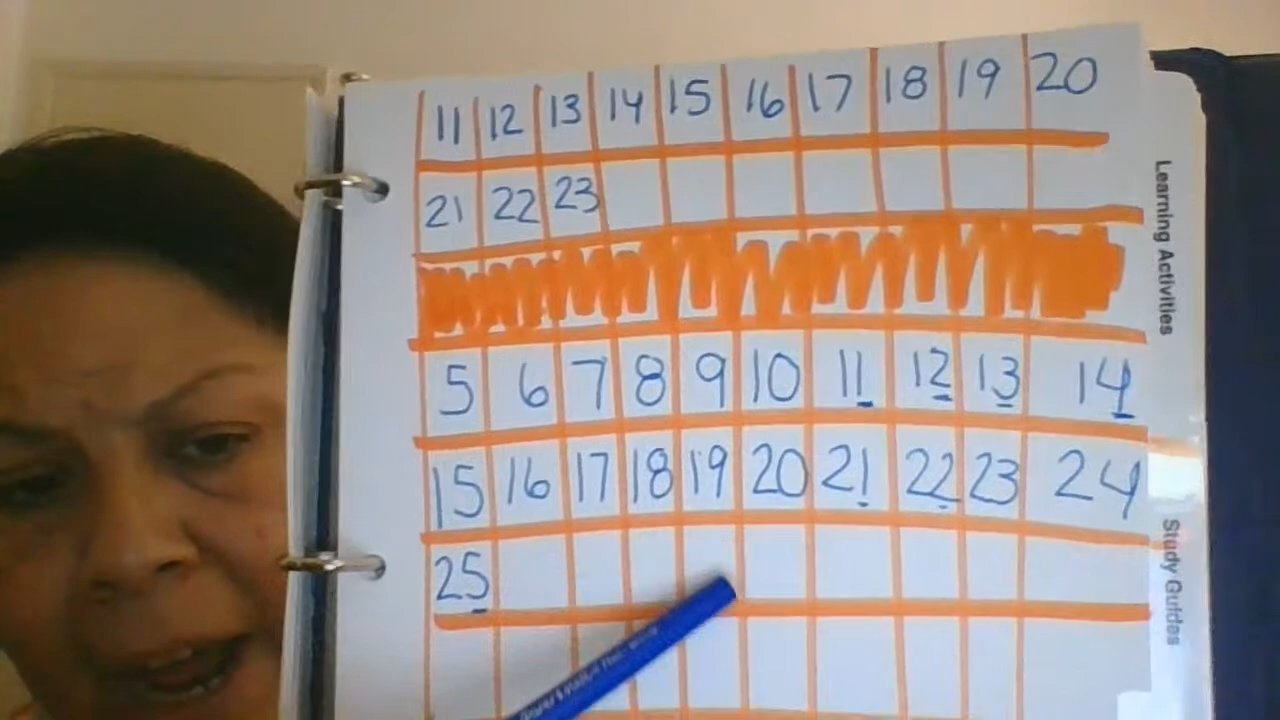 11 12 13 14 15 16 17 18 19 20
21 22 23
5 6 7 8 9 10 11 12 13 14
15 16 17 18 19 20 21 22 23 24
25
Learning Activities
Study Guides